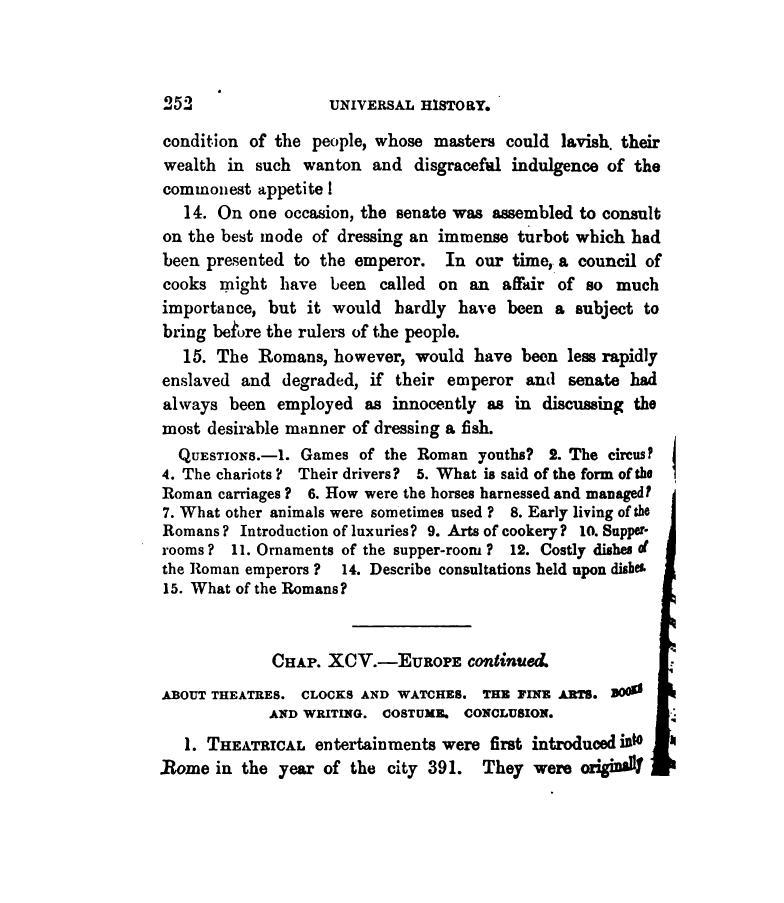 252 UNIVERSAL HISTORY.
condition of the people, whose masters could lavish their
wealth in such wanton and disgraceful indulgence of the
commonest appetite!
14. On one occasion, the senate was assembled to consult
on the best mode of dressing an immense turbot which had
been presented to the emperor. In our time, a council of
cooks might have been called on an affair of so much
importance, but it would hardly have been a subject to
bring before the rulers of the people.
15. The Romans, however, would have been less rapidly
enslaved and degraded, if their emperor and senate had
always been employed as innocently as in discussing the
most desirable manner of dressing a fish.
QUESTIONS.—1. Games of the Roman youths? 2. The circus?
4. The chariots? Their drivers? 5. What is said of the form of the
Roman carriages? 6. How were the horses harnessed and managed?
7. What other animals were sometimes used? 8. Early living of the
Romans? Introduction of luxuries? 9. Arts of cookery? 10. Supper-
rooms? 11. Ornaments of the supper-room? 12. Costly dishes of
the Roman emperors? 14. Describe consultations held upon dishes.
15. What of the Romans?
CHAP. XCV.—EUROPE continued.
ABOUT THEATRES. CLOCKS AND WATCHES. THE FINE ARTS. BOOKS
AND WRITING. COSTUME. CONCLUSION.
1. THEATRICAL entertainments were first introduced into
Rome in the year of the city 391. They were originally